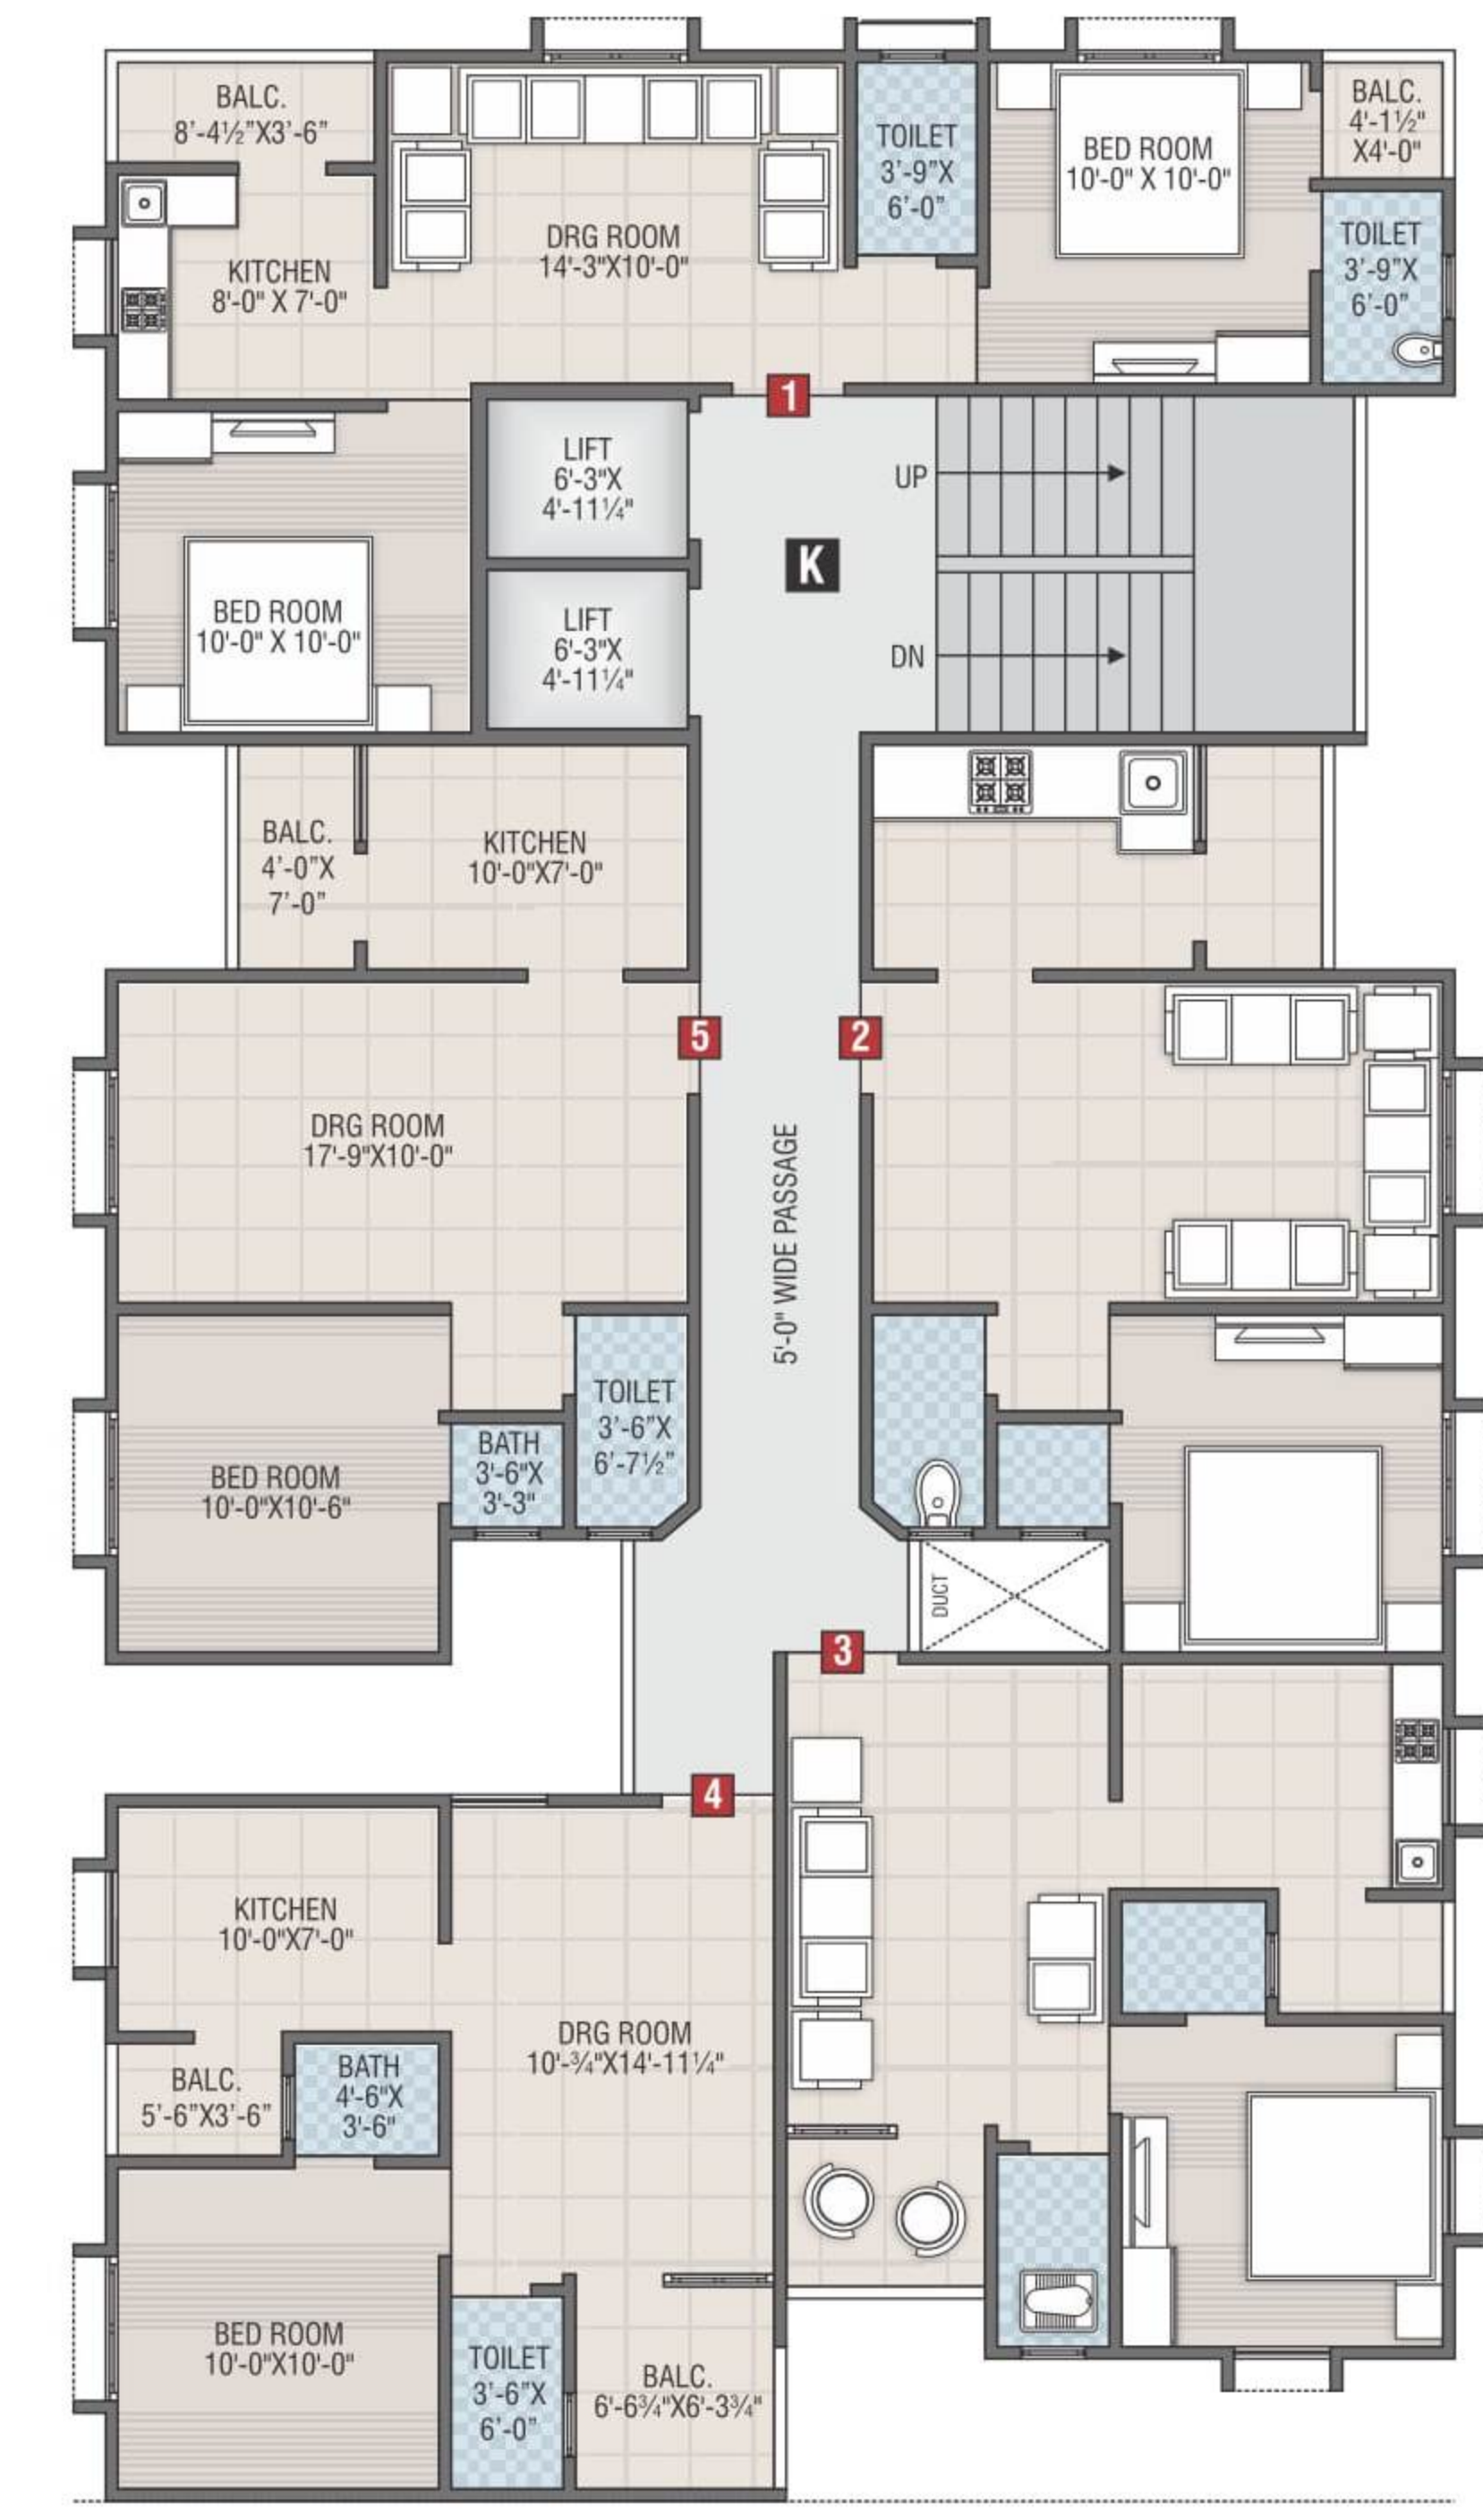 BALC.
8'-4½"X3'-6"
KITCHEN
8'-0" X 7'-0"
DRG ROOM
14'-3"X10'-0"
TOILET
3'-9"X
6'-0"
BED ROOM
10'-0" X 10'-0"
BALC.
4'-1½"
X4'-0"
TOILET
3'-9"X
6'-0"
1
BED ROOM
10'-0" X 10'-0"
LIFT
6'-3"X
4'-11¼"
LIFT
6'-3"X
4'-11¼"
K
UP
DN
BALC.
4'-0"X
7'-0"
KITCHEN
10'-0"X7'-0"
5
2
DRG ROOM
17'-9"X10'-0"
5'-0" WIDE PASSAGE
BED ROOM
10'-0"X10'-6"
BATH
3'-6"X
3'-3"
TOILET
3'-6"X
6'-7½"
DUCT
3
4
KITCHEN
10'-0"X7'-0"
DRG ROOM
10'-¾"X14'-11¼"
BALC.
5'-6"X3'-6"
BATH
4'-6"X
3'-6"
BED ROOM
10'-0"X10'-0"
TOILET
3'-6"X
6'-0"
BALC.
6'-6¾"X6'-3¾"